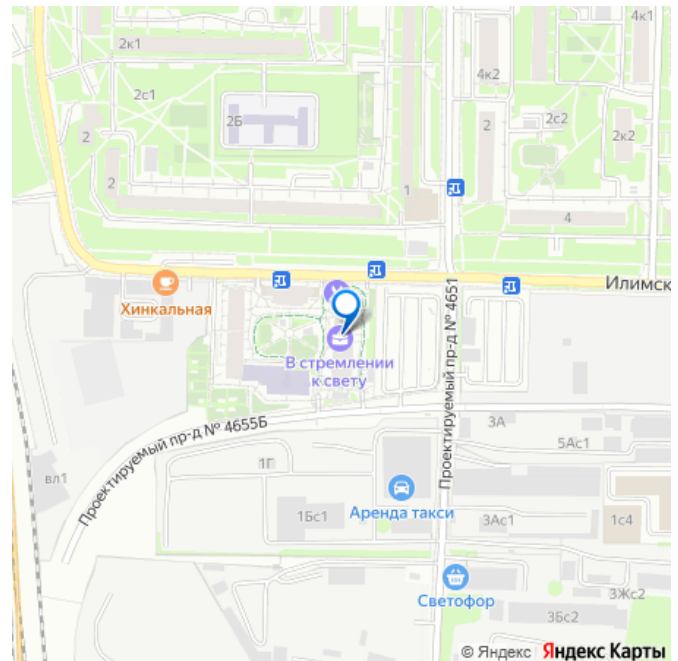 2к1
4к1
4к2
2с1
2Б
2с2
2
2
2к2
2
1
4
Илимск
Хинкальная
В стремлении
к свету
Проектируемый пр-д № 4651
Проектируемый пр-д № 4655Б
3А
5Ас1
1Г
вл1
1Бс1
Аренда такси
3Ас1
1с4
Светофор
3Жс2
3Бс2
© Яндекс Яндекс Карты